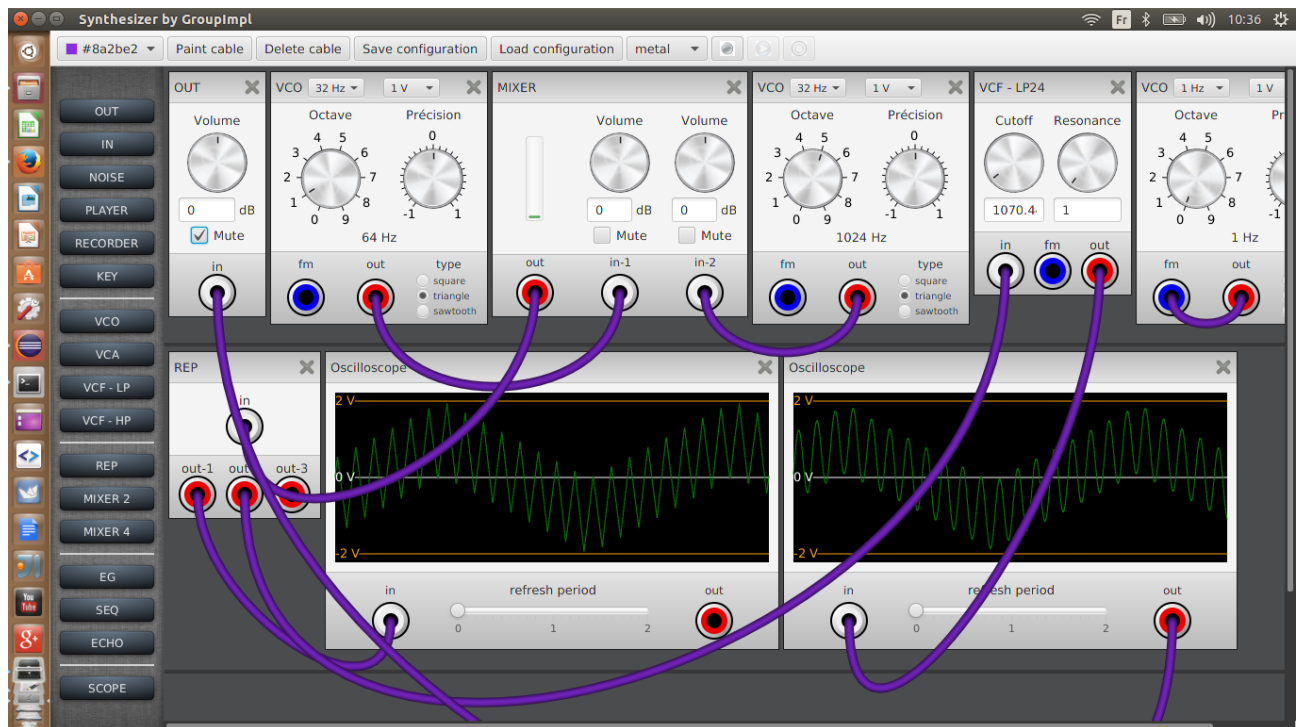 Synthesizer by GroupImpl
Fr
10:36
#8a2be2
Paint cable
Delete cable
Save configuration
Load configuration
metal
OUT
IN
NOISE
PLAYER
RECORDER
KEY
VCO
VCA
VCF - LP
VCF - HP
REP
MIXER 2
MIXER 4
EG
SEQ
ECHO
SCOPE
You
Tube
g+
OUT
Volume
0 dB
Mute
in
VCO 32 Hz 1 V
Octave Précision
0 1 2 3 4 5 6 7 8 9
-1 0 1
64 Hz
fm out type
square
triangle
sawtooth
MIXER
Volume Volume
0 dB 0 dB
Mute Mute
out in-1 in-2
VCO 32 Hz 1 V
Octave Précision
0 1 2 3 4 5 6 7 8 9
-1 0 1
1024 Hz
fm out type
square
triangle
sawtooth
VCF - LP24
Cutoff Resonance
1070.4 1
in fm out
VCO 1 Hz 1 V
Octave Pr
0 1 2 3 4 5 6 7 8 9
-1
1 Hz
fm out
REP
in
out-1 out- out-3
Oscilloscope
2 V
0 V
-2 V
in refresh period out
0 1 2
Oscilloscope
2 V
0 V
-2 V
in refresh period out
0 1 2